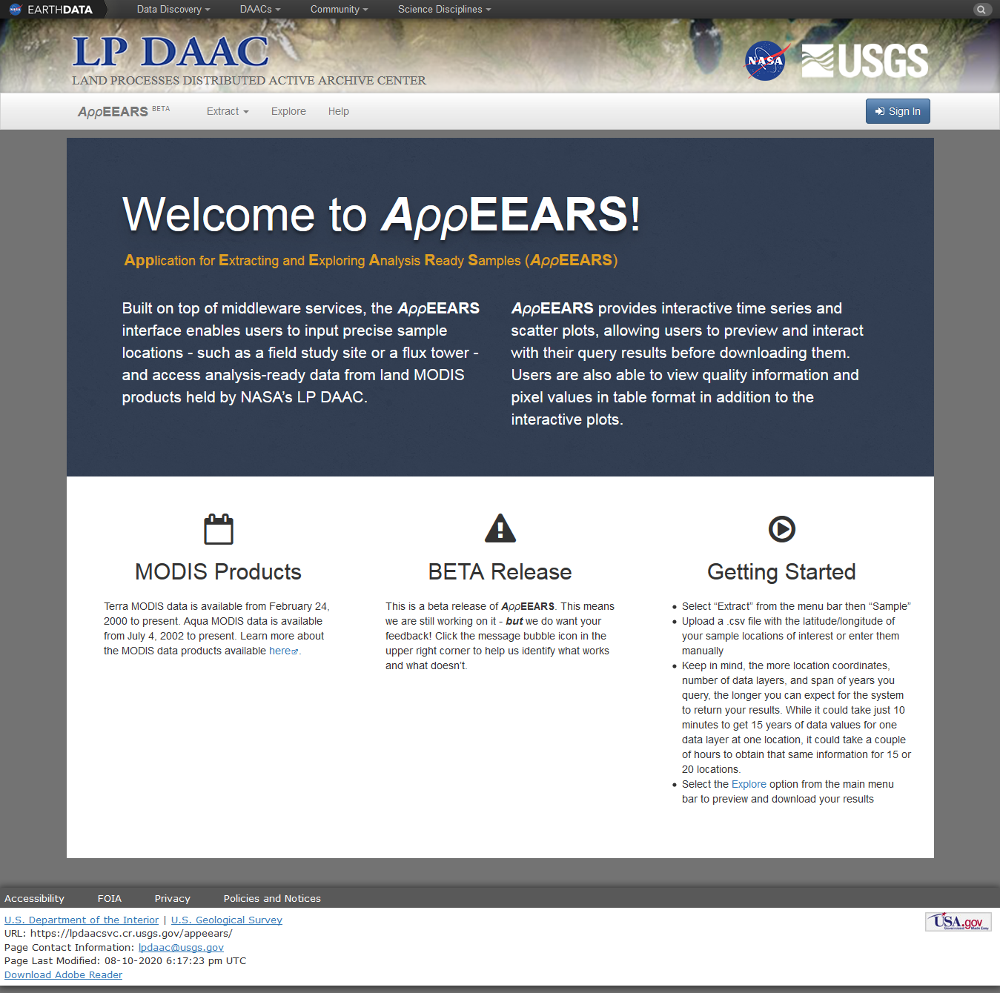 NASA EARTHDATA Data Discovery DAACs Community Science Disciplines
LP DAAC
LAND PROCESSES DISTRIBUTED ACTIVE ARCHIVE CENTER
NASA USGS
AppEEARS BETA Extract Explore Help Sign In
Welcome to AppEEARS!
Application for Extracting and Exploring Analysis Ready Samples (AppEEARS)
Built on top of middleware services, the AppEEARS
interface enables users to input precise sample
locations - such as a field study site or a flux tower -
and access analysis-ready data from land MODIS
products held by NASA’s LP DAAC.
AppEEARS provides interactive time series and
scatter plots, allowing users to preview and interact
with their query results before downloading them.
Users are also able to view quality information and
pixel values in table format in addition to the
interactive plots.
MODIS Products
Terra MODIS data is available from February 24,
2000 to present. Aqua MODIS data is available
from July 4, 2002 to present. Learn more about
the MODIS data products available here.
BETA Release
This is a beta release of AppEEARS. This means
we are still working on it - but we do want your
feedback! Click the message bubble icon in the
upper right corner to help us identify what works
and what doesn’t.
Getting Started
• Select “Extract” from the menu bar then “Sample”
• Upload a .csv file with the latitude/longitude of
your sample locations of interest or enter them
manually
• Keep in mind, the more location coordinates,
number of data layers, and span of years you
query, the longer you can expect for the system
to return your results. While it could take just 10
minutes to get 15 years of data values for one
data layer at one location, it could take a couple
of hours to obtain that same information for 15 or
20 locations.
• Select the Explore option from the main menu
bar to preview and download your results
Accessibility FOIA Privacy Policies and Notices
U.S. Department of the Interior | U.S. Geological Survey
URL: https://lpdaacsvc.cr.usgs.gov/appeears/
Page Contact Information: lpdaac@usgs.gov
Page Last Modified: 08-10-2020 6:17:23 pm UTC
Download Adobe Reader
USA.gov
Government Made Easy